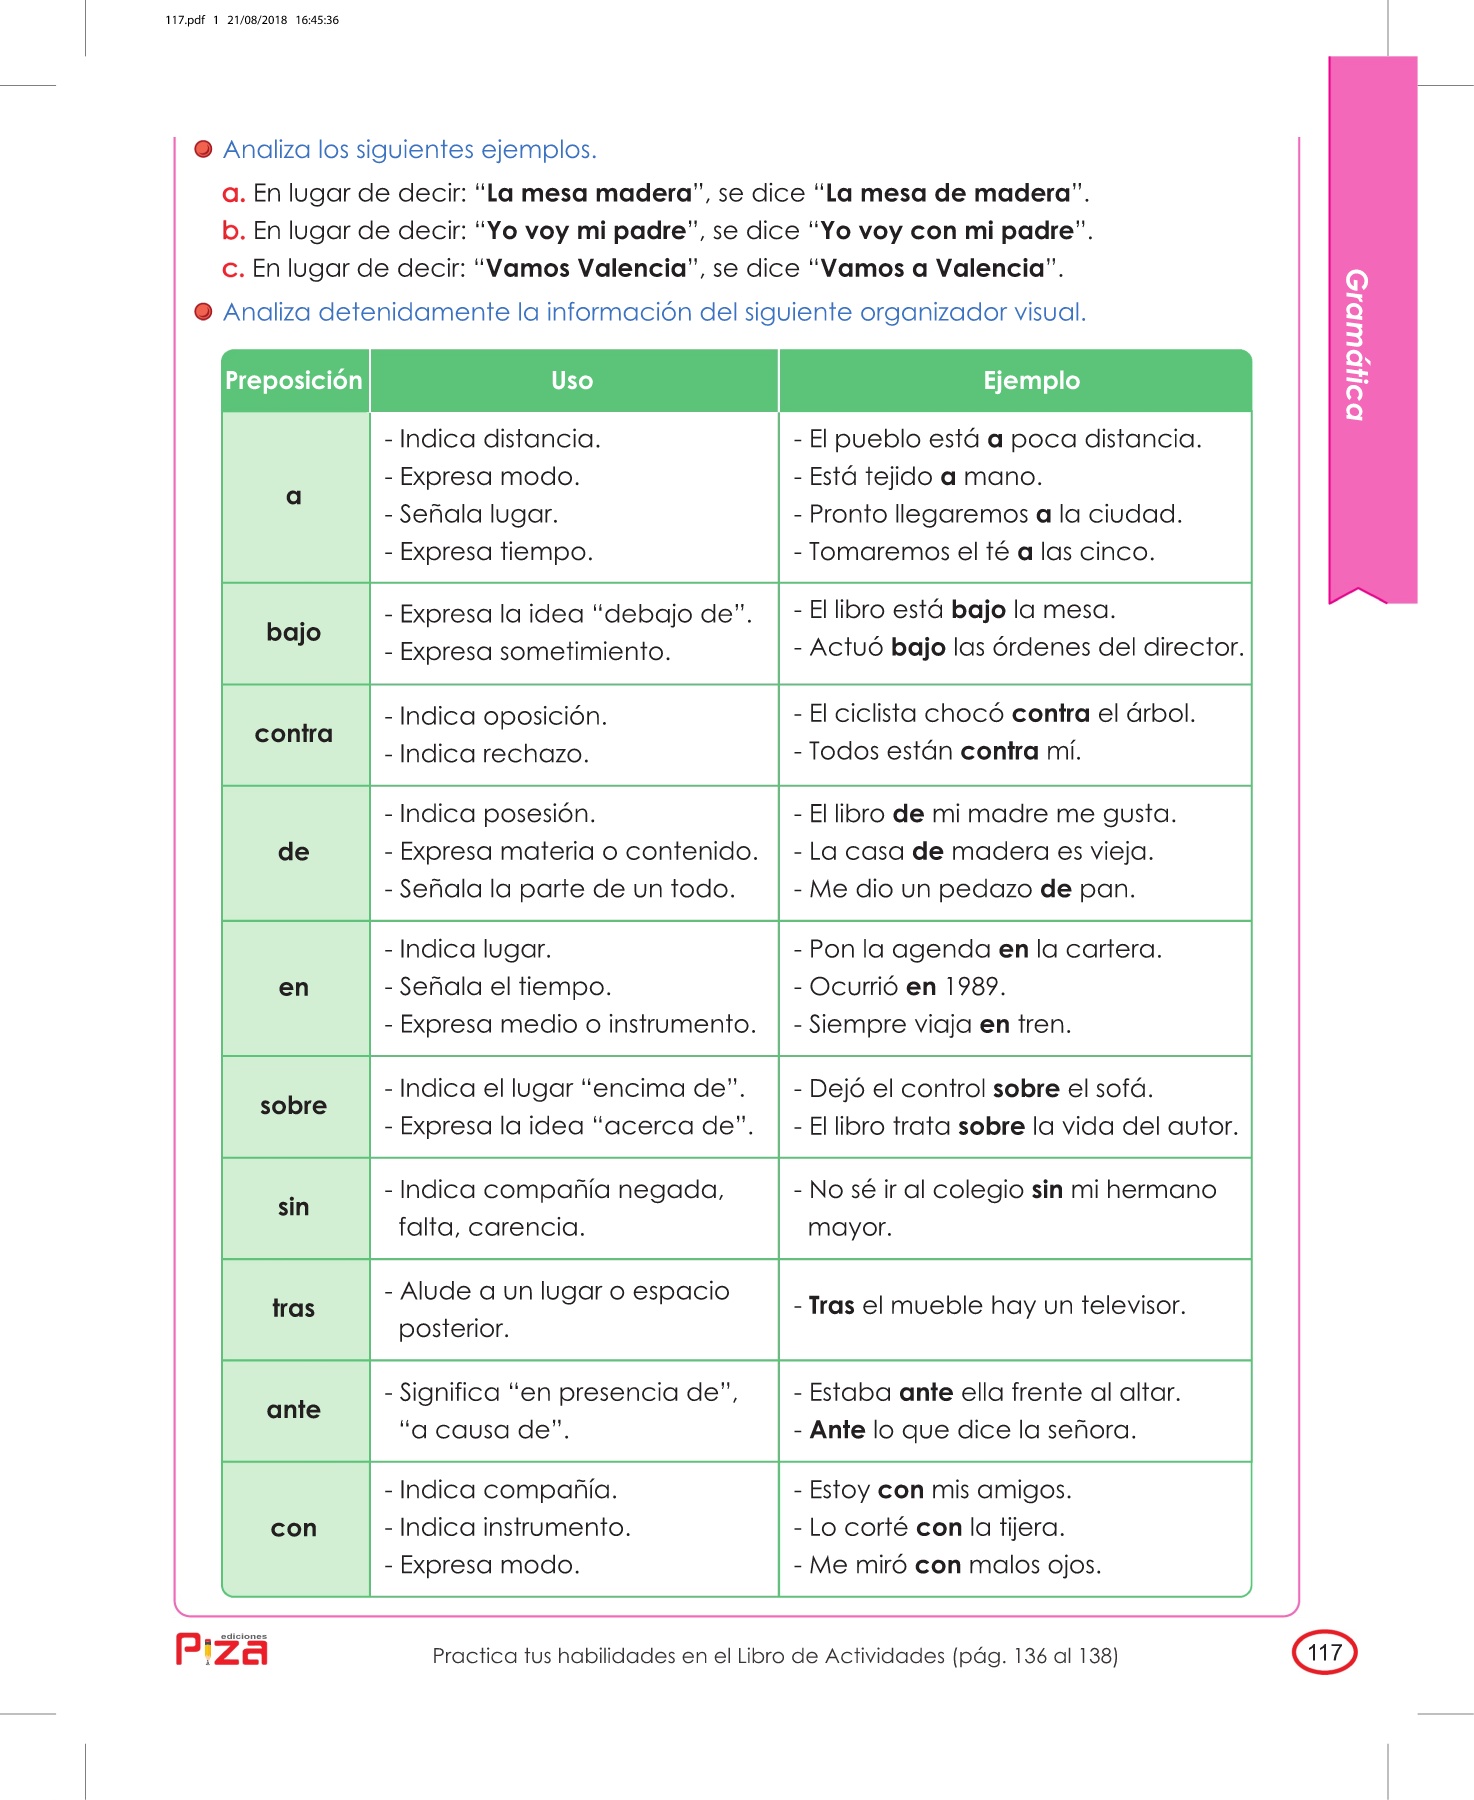 117.pdf 1 21/08/2018 16:45:36
Gramática
Analiza los siguientes ejemplos.
a. En lugar de decir: “La mesa madera”, se dice “La mesa de madera”.
b. En lugar de decir: “Yo voy mi padre”, se dice “Yo voy con mi padre”.
c. En lugar de decir: “Vamos Valencia”, se dice “Vamos a Valencia”.
Analiza detenidamente la información del siguiente organizador visual.
Preposición Uso Ejemplo
a
- Indica distancia.
- Expresa modo.
- Señala lugar.
- Expresa tiempo.
- El pueblo está a poca distancia.
- Está tejido a mano.
- Pronto llegaremos a la ciudad.
- Tomaremos el té a las cinco.
bajo
- Expresa la idea “debajo de”.
- Expresa sometimiento.
- El libro está bajo la mesa.
- Actuó bajo las órdenes del director.
contra
- Indica oposición.
- Indica rechazo.
- El ciclista chocó contra el árbol.
- Todos están contra mí.
de
- Indica posesión.
- Expresa materia o contenido.
- Señala la parte de un todo.
- El libro de mi madre me gusta.
- La casa de madera es vieja.
- Me dio un pedazo de pan.
en
- Indica lugar.
- Señala el tiempo.
- Expresa medio o instrumento.
- Pon la agenda en la cartera.
- Ocurrió en 1989.
- Siempre viaja en tren.
sobre
- Indica el lugar “encima de”.
- Expresa la idea “acerca de”.
- Dejó el control sobre el sofá.
- El libro trata sobre la vida del autor.
sin
- Indica compañía negada,
falta, carencia.
- No sé ir al colegio sin mi hermano
mayor.
tras
- Alude a un lugar o espacio
posterior.
- Tras el mueble hay un televisor.
ante
- Significa “en presencia de”,
“a causa de”.
- Estaba ante ella frente al altar.
- Ante lo que dice la señora.
con
- Indica compañía.
- Indica instrumento.
- Expresa modo.
- Estoy con mis amigos.
- Lo corté con la tijera.
- Me miró con malos ojos.
ediciones
Piza
Practica tus habilidades en el Libro de Actividades (pág. 136 al 138)
117